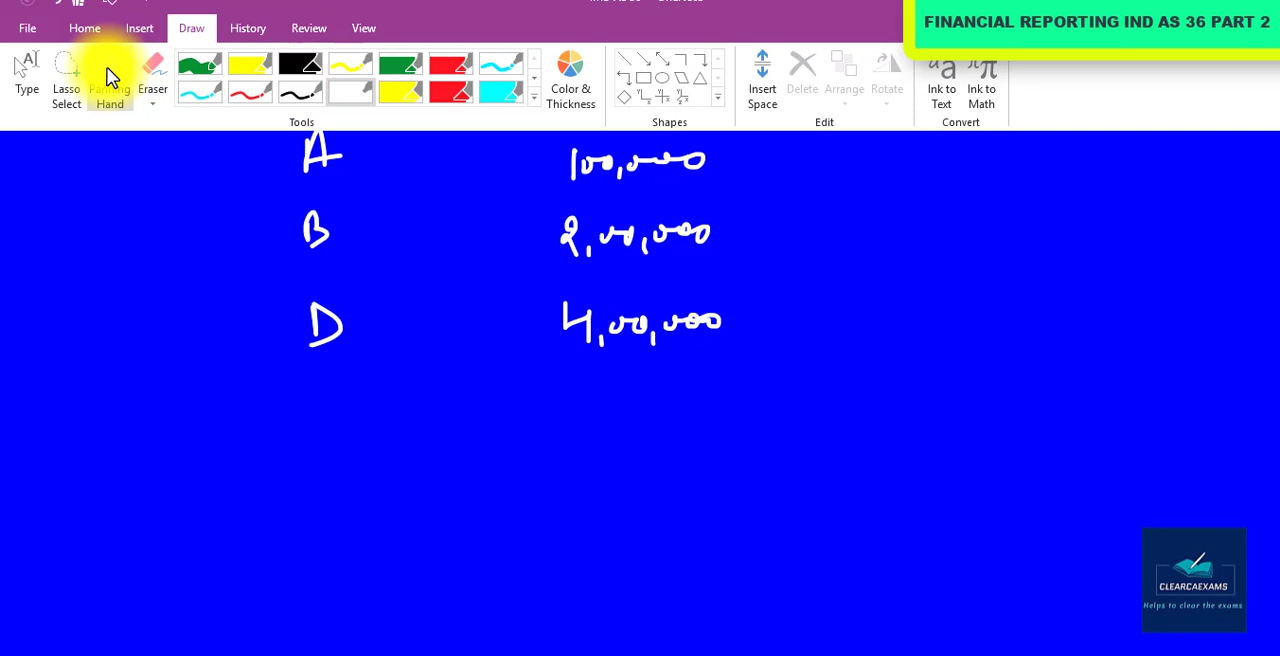 FINANCIAL REPORTING IND AS 36 PART 2
File Home Insert Draw History Review View
Type
Lasso Select
Panning Hand
Eraser
Color & Thickness
Insert Space
Delete
Arrange
Rotate
Ink to Text
Ink to Math
Tools
Shapes
Edit
Convert
A 100,000
B 2,00,000
D 4,00,000
CLEARCAEXAMS
Helps to clear the exams